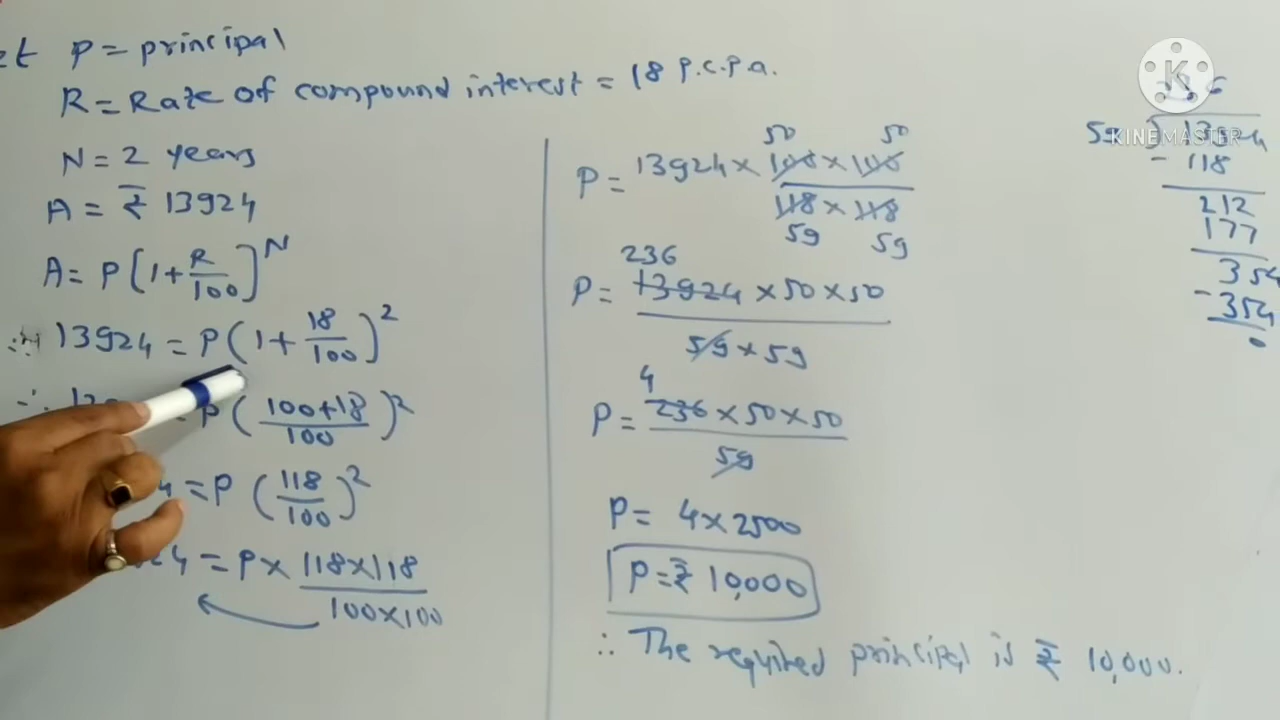 P = principal
R = Rate of compound interest = 18 p.c.p.a.
N = 2 years
A = ₹ 13924
A = P[1 + R/100]^N
∴ 13924 = P(1 + 18/100)^2
∴ = P(100+18/100)^2
= P(118/100)^2
= P × 118×118/100×100
50 50
P = 13924 × 100 × 100 / 118 × 118
59 59
236
P = 13924 × 50 × 50 / 59 × 59
4
P = 236 × 50 × 50 / 59
P = 4 × 2500
P = ₹ 10,000
∴ The required principal is ₹ 10,000.
K
KINEMASTER
118
212
177
354
- 354
0